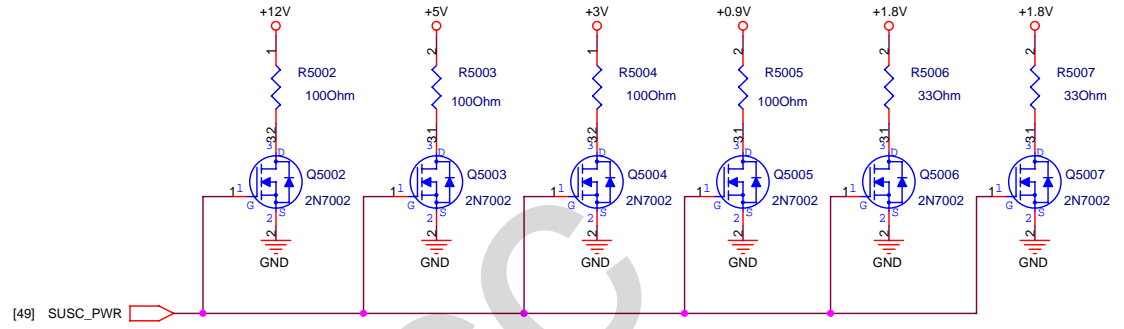 +12V +5V +3V +0.9V +1.8V +1.8V
1 2 1 2 2 2
R5002 R5003 R5004 R5005 R5006 R5007
100Ohm 100Ohm 100Ohm 100Ohm 33Ohm 33Ohm
32 31 32 31 31 31
3 D 3 D 3 D 3 D 3 D 3 D
Q5002 Q5003 Q5004 Q5005 Q5006 Q5007
1 1 1 1 1 1 1 1 1 1 1 1
2N7002 2N7002 2N7002 2N7002 2N7002 2N7002
G S G S G S G S G S G S
2 2 2 2 2 2
2 2 2 2 2 2
GND GND GND GND GND GND
[49] SUSC_PWR